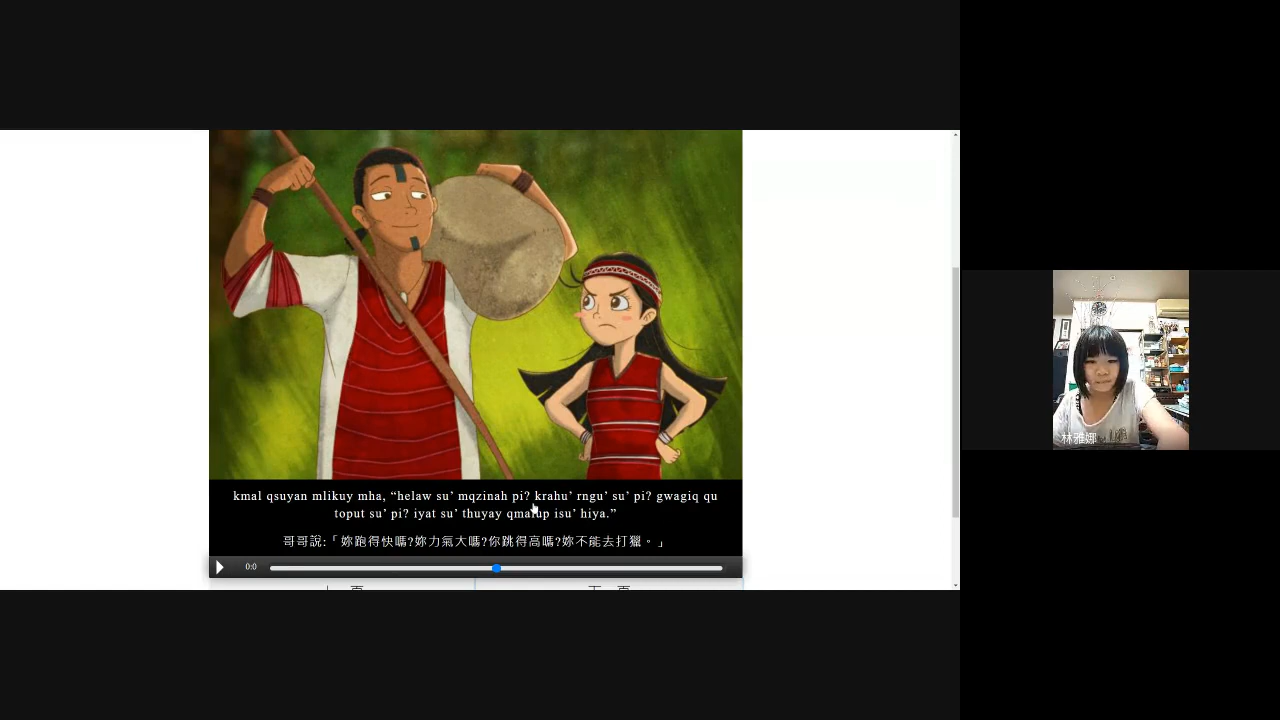 kmal qsuyan mlikuy mha, “helaw su’ mqzinah pi? krahu’ rngu’ su’ pi? gwagiq qu
toput su’ pi? iyat su’ thuyay qmalup isu’ hiya.”
哥哥說:「妳跑得快嗎?妳力氣大嗎?你跳得高嗎?妳不能去打獵。」
0:0
林雅娜